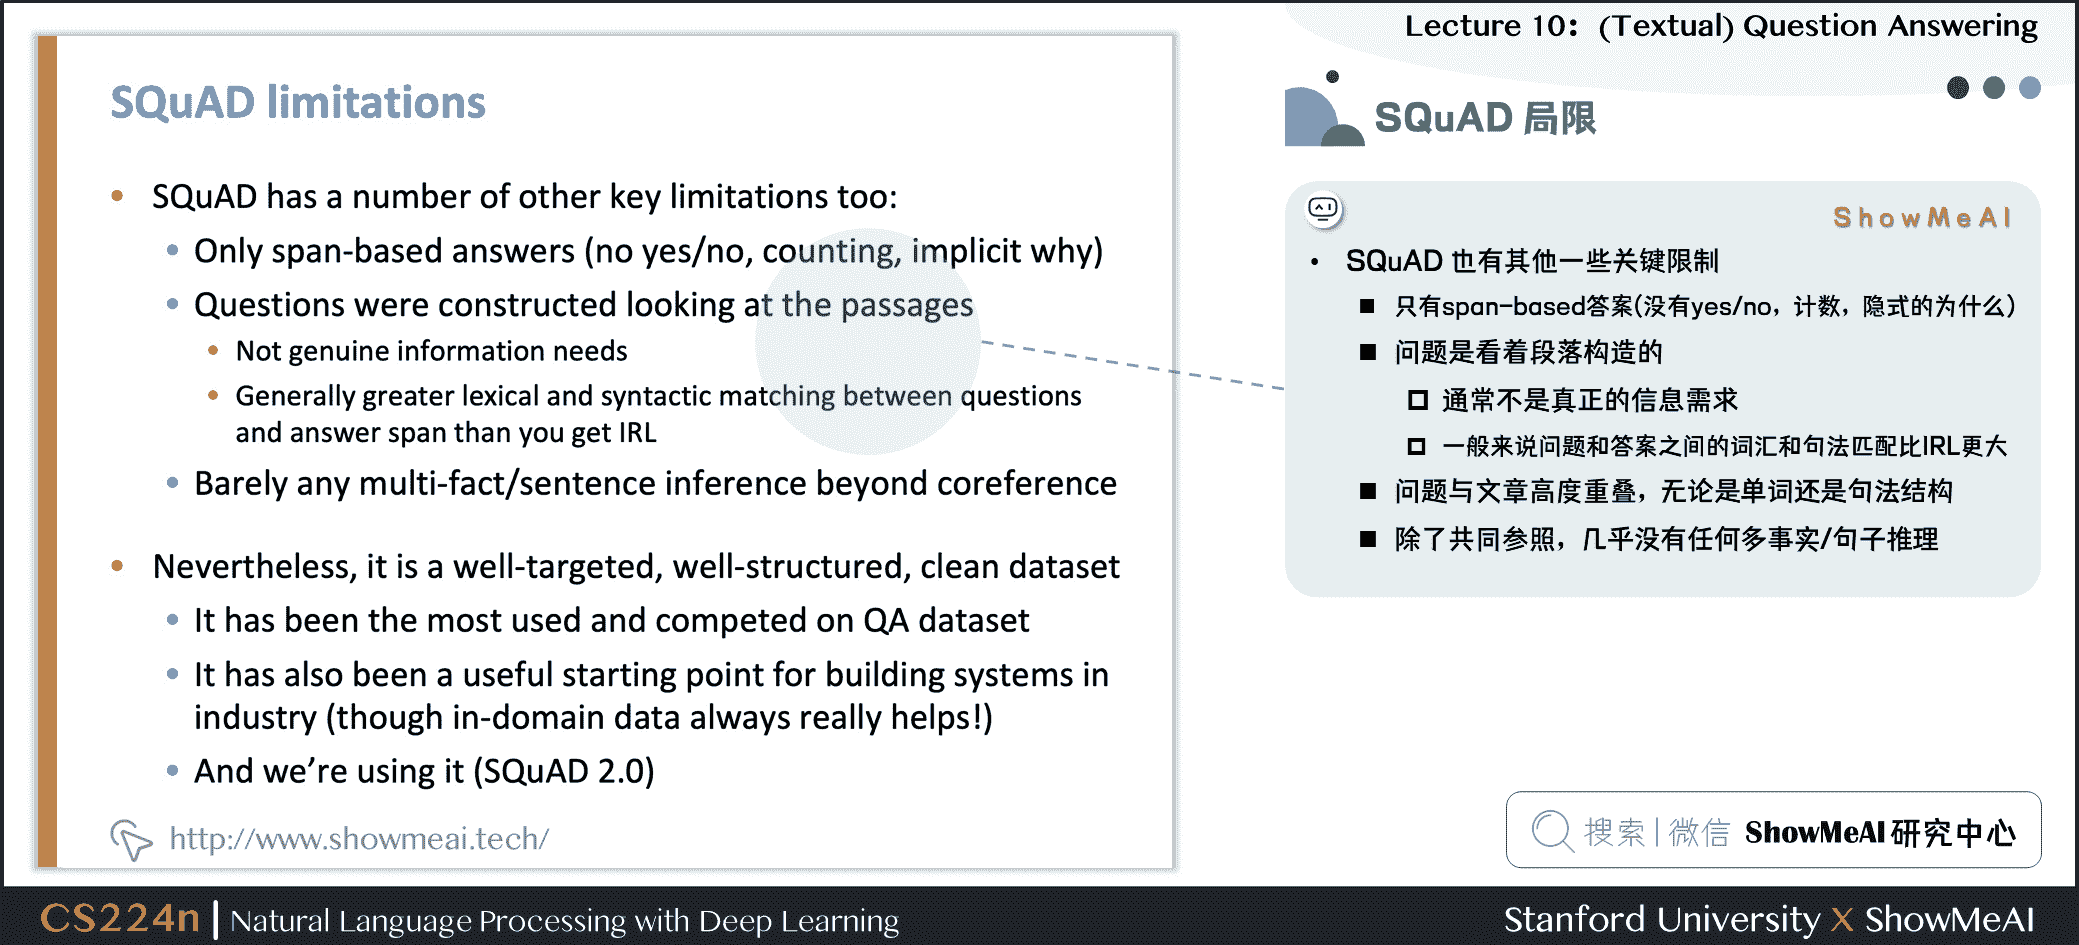 Lecture 10：(Textual) Question Answering
SQuAD limitations
• SQuAD has a number of other key limitations too:
• Only span-based answers (no yes/no, counting, implicit why)
• Questions were constructed looking at the passages
• Not genuine information needs
• Generally greater lexical and syntactic matching between questions
and answer span than you get IRL
• Barely any multi-fact/sentence inference beyond coreference
• Nevertheless, it is a well-targeted, well-structured, clean dataset
• It has been the most used and competed on QA dataset
• It has also been a useful starting point for building systems in
industry (though in-domain data always really helps!)
• And we're using it (SQuAD 2.0)
http://www.showmeai.tech/
SQuAD 局限
ShowMeAI
• SQuAD 也有其他一些关键限制
■ 只有span-based答案(没有yes/no，计数，隐式的为什么)
■ 问题是看着段落构造的
□ 通常不是真正的信息需求
□ 一般来说问题和答案之间的词汇和句法匹配比IRL更大
■ 问题与文章高度重叠，无论是单词还是句法结构
■ 除了共同参照，几乎没有任何多事实/句子推理
搜索|微信 ShowMeAI研究中心
CS224n | Natural Language Processing with Deep Learning
Stanford University X ShowMeAI